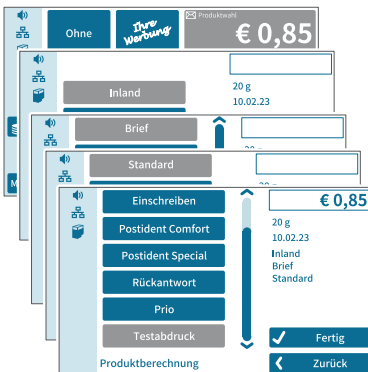 Ohne
Ihre
Werbung
Produktwahl
€ 0,85
20 g
10.02.23
Inland
Brief
Standard
€ 0,85
Einschreiben
20 g
Postident Comfort
10.02.23
Inland
Postident Special
Brief
Standard
Rückantwort
Prio
Testabdruck
Fertig
Produktberechnung
Zurück